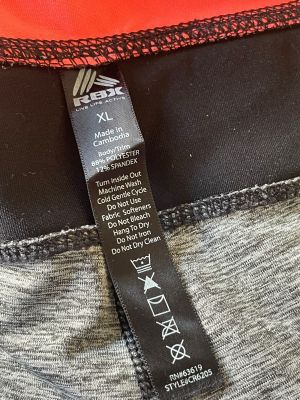 RBX
LIVE LIFE ACTIVE
XL
Made in
Cambodia
Body/Trim
88% POLYESTER
12% SPANDEX
Turn Inside Out
Machine Wash
Cold Gentle Cycle
Do Not Use
Fabric Softeners
Do Not Bleach
Hang To Dry
Do Not Iron
Do Not Dry Clean
RN#63619
STYLE#CR6205